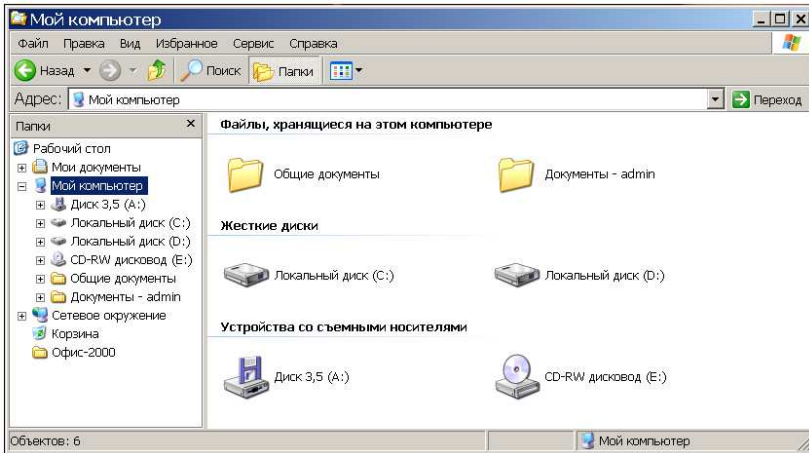 Мой компьютер
Файл Правка Вид Избранное Сервис Справка
Назад Поиск Папки
Адрес: Мой компьютер Переход
Папки
Рабочий стол
Мои документы
Мой компьютер
Диск 3,5 (A:)
Локальный диск (C:)
Локальный диск (D:)
CD-RW дисковод (E:)
Общие документы
Документы - admin
Сетевое окружение
Корзина
Офис-2000
Файлы, хранящиеся на этом компьютере
Общие документы Документы - admin
Жесткие диски
Локальный диск (C:) Локальный диск (D:)
Устройства со съемными носителями
Диск 3,5 (A:) CD-RW дисковод (E:)
Объектов: 6 Мой компьютер